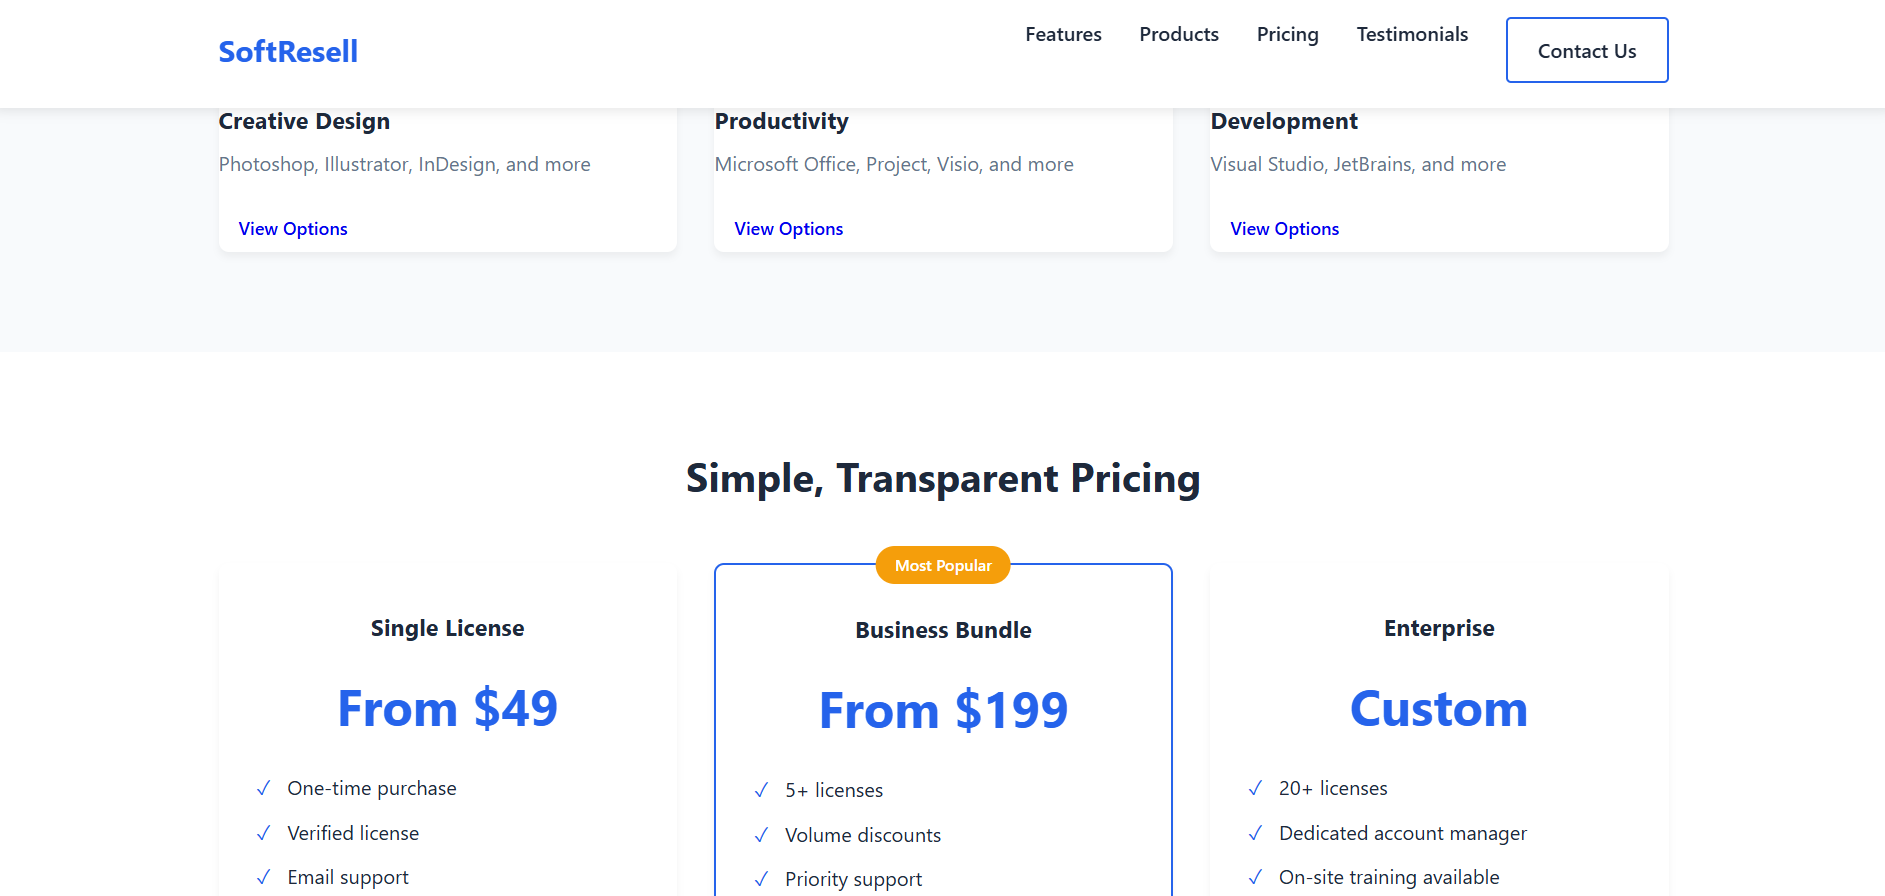 SoftResell
Features
Products
Pricing
Testimonials
Contact Us
Creative Design
Photoshop, Illustrator, InDesign, and more
View Options
Productivity
Microsoft Office, Project, Visio, and more
View Options
Development
Visual Studio, JetBrains, and more
View Options
Simple, Transparent Pricing
Single License
From $49
✓ One-time purchase
✓ Verified license
✓ Email support
Most Popular
Business Bundle
From $199
✓ 5+ licenses
✓ Volume discounts
✓ Priority support
Enterprise
Custom
✓ 20+ licenses
✓ Dedicated account manager
✓ On-site training available